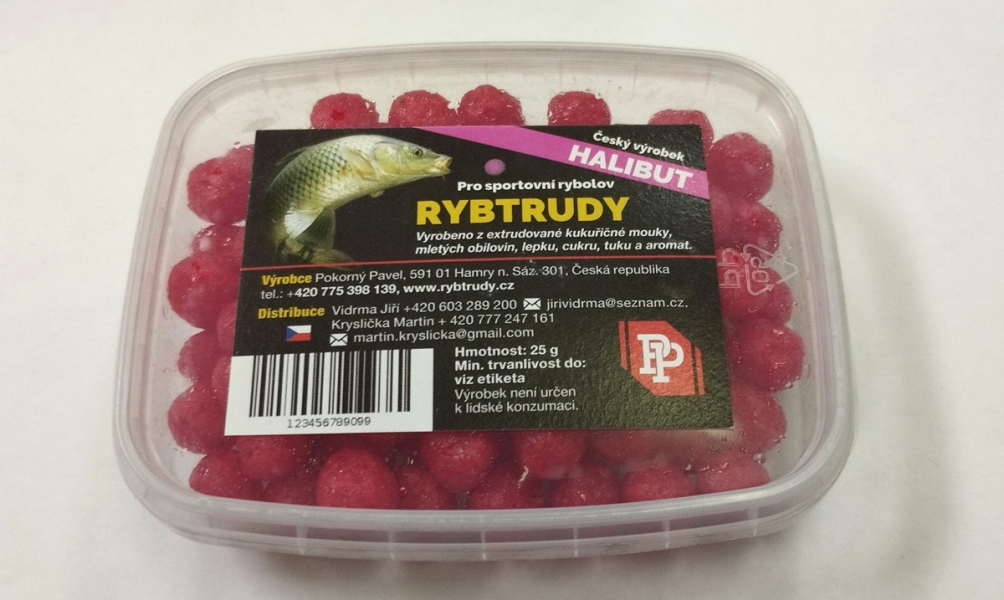 Český výrobek
HALIBUT
Pro sportovní rybolov
RYBTRUDY
Vyrobeno z extrudované kukuřičné mouky,
mletých obilovin, lepku, cukru, tuku a aromat.
Výrobce Pokorný Pavel, 591 01 Hamry n. Sáz. 301, Česká republika
tel.: +420 775 398 139, www.rybtrudy.cz
Distribuce Vidrma Jiří +420 603 289 200 jirividrma@seznam.cz,
Kryslička Martin + 420 777 247 161
martin.kryslicka@gmail.com
Hmotnost: 25 g
Min. trvanlivost do:
viz etiketa
Výrobek není určen
k lidské konzumaci.
PP
123456789099